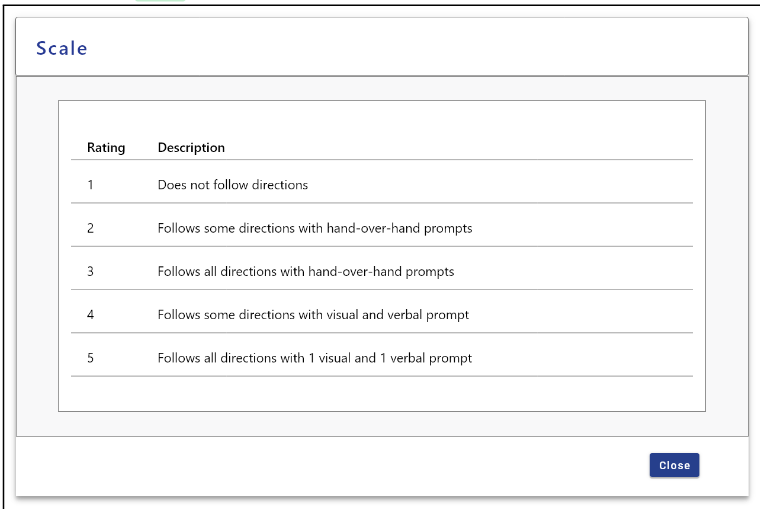 Scale
Rating Description
1 Does not follow directions
2 Follows some directions with hand-over-hand prompts
3 Follows all directions with hand-over-hand prompts
4 Follows some directions with visual and verbal prompt
5 Follows all directions with 1 visual and 1 verbal prompt
Close